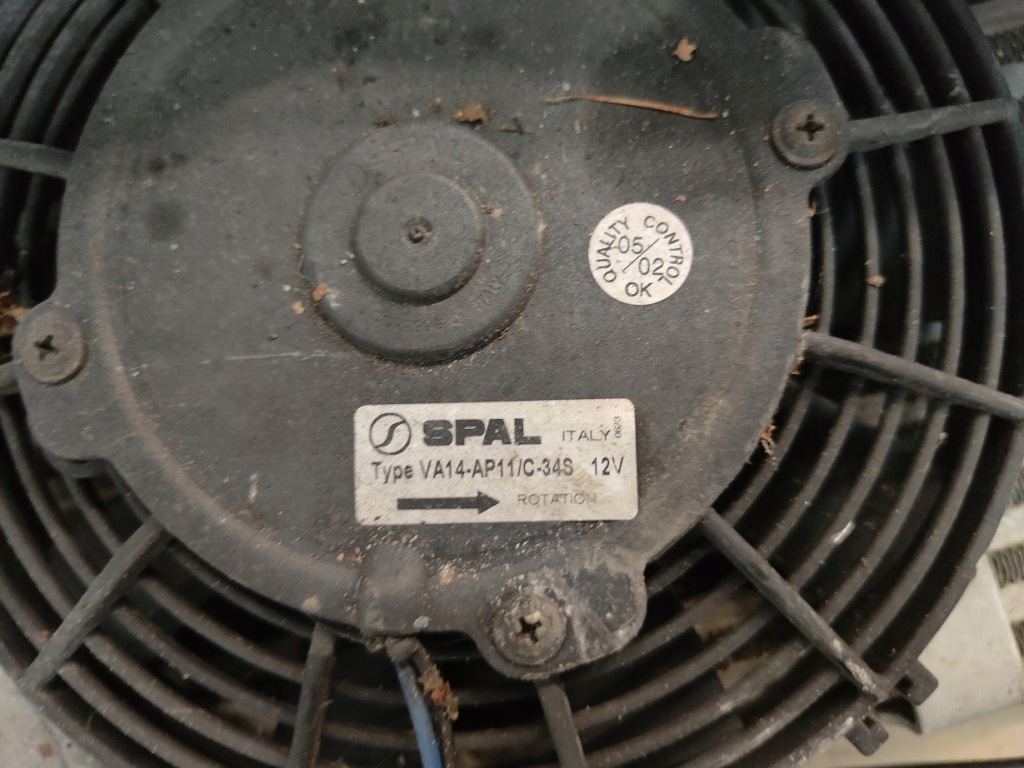 QUALITY CONTROL
05/02
OK
SPAL ITALY
Type VA14-AP11/C-34S 12V
ROTATION